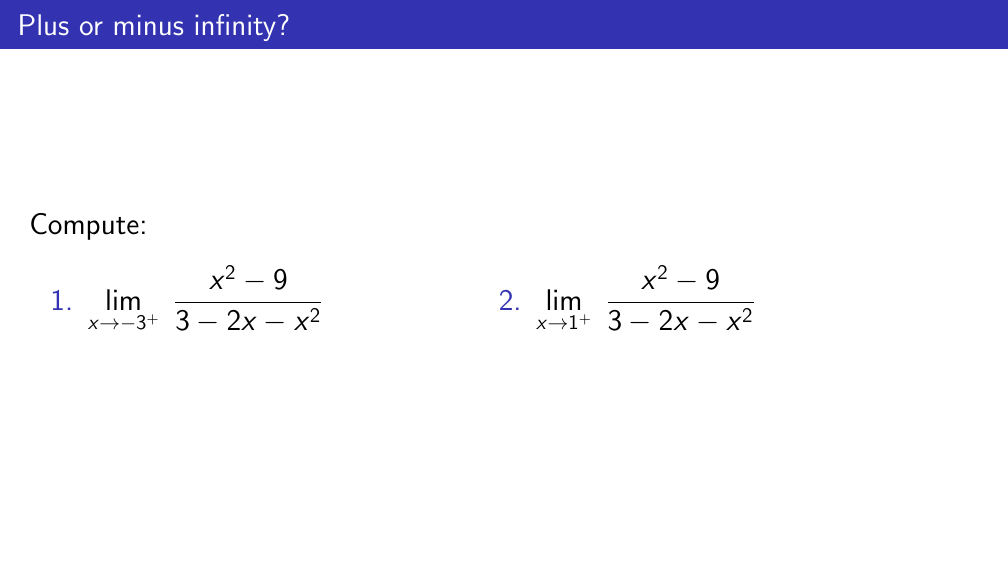 Plus or minus infinity?
Compute:
1. lim x→−3⁺ (x² − 9)/(3 − 2x − x²)
2. lim x→1⁺ (x² − 9)/(3 − 2x − x²)